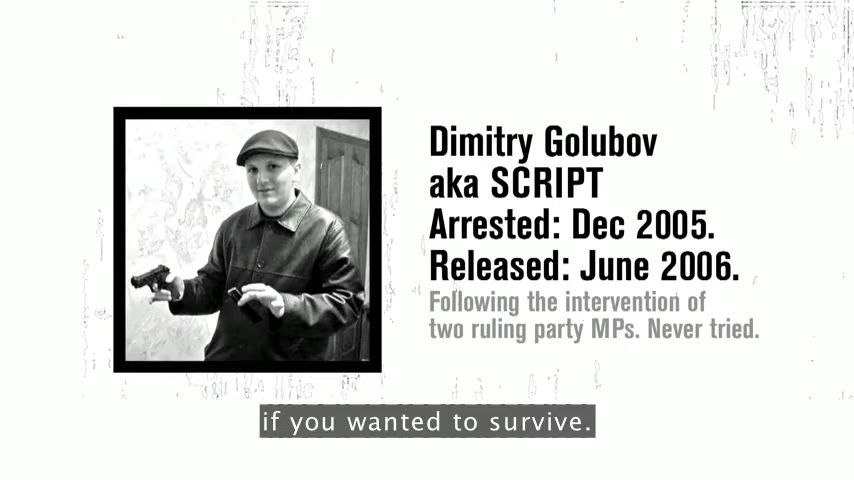 Dimitry Golubov
aka SCRIPT
Arrested: Dec 2005.
Released: June 2006.
Following the intervention of
two ruling party MPs. Never tried.
if you wanted to survive.